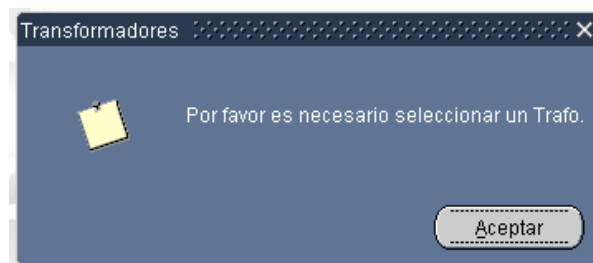 Transformadores
Por favor es necesario seleccionar un Trafo.
Aceptar